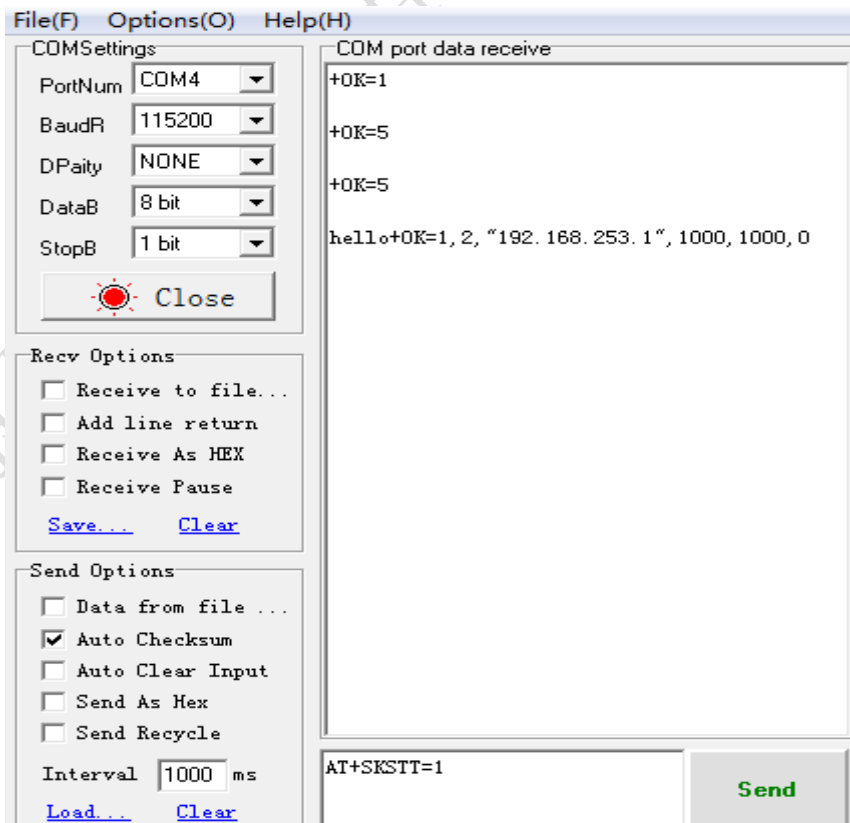 File(F) Options(O) Help(H)
COMSettings
PortNum COM4
BaudR 115200
DPaity NONE
DataB 8 bit
StopB 1 bit
Close
Recv Options
Receive to file...
Add line return
Receive As HEX
Receive Pause
Save... Clear
Send Options
Data from file ...
Auto Checksum
Auto Clear Input
Send As Hex
Send Recycle
Interval 1000 ms
Load... Clear
COM port data receive
+OK=1
+OK=5
+OK=5
hello+OK=1, 2, "192. 168. 253. 1", 1000, 1000, 0
AT+SKSTT=1
Send